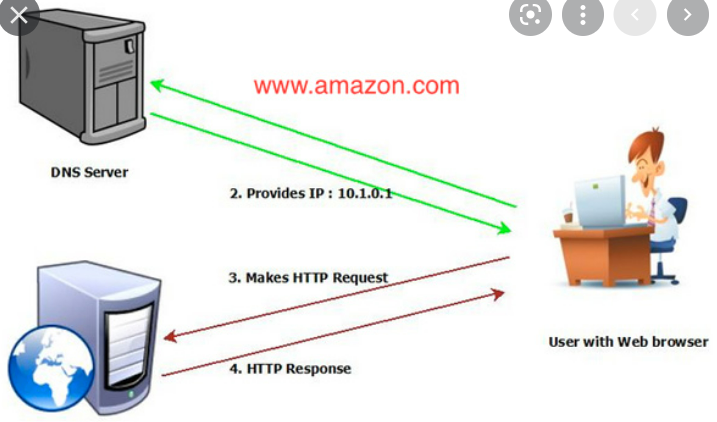 www.amazon.com
DNS Server
2. Provides IP : 10.1.0.1
3. Makes HTTP Request
User with Web browser
4. HTTP Response